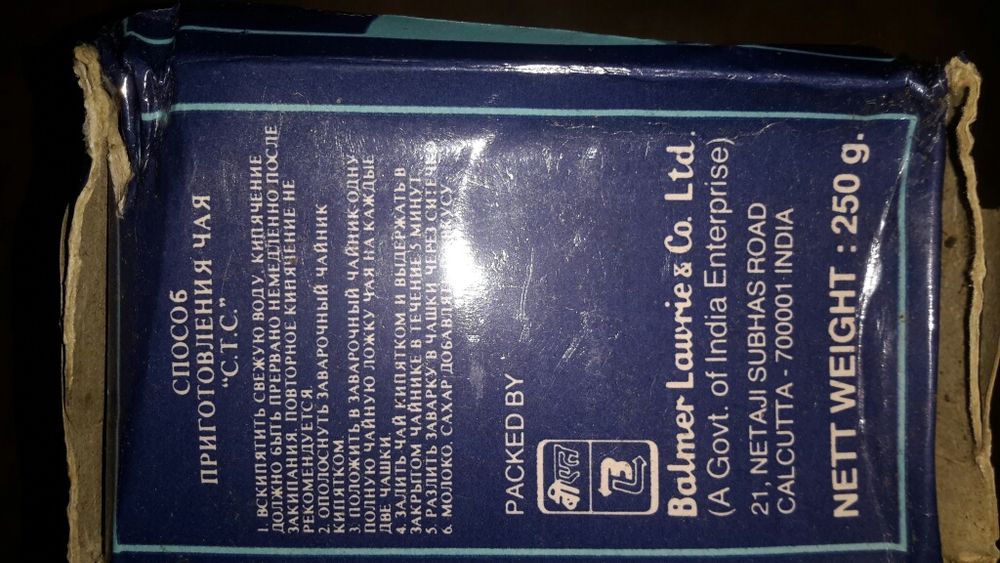 СПОСОБ
ПРИГОТОВЛЕНИЯ ЧАЯ
"С.Т.С."
1. ВСКИПЯТИТЬ СВЕЖУЮ ВОДУ. КИПЯЧЕНИЕ
ДОЛЖНО БЫТЬ ПРЕРВАНО НЕМЕДЛЕННО ПОСЛЕ
ЗАКИПАНИЯ. ПОВТОРНОЕ КИПЯЧЕНИЕ НЕ
РЕКОМЕНДУЕТСЯ.
2. ОПОЛОСНУТЬ ЗАВАРОЧНЫЙ ЧАЙНИК
КИПЯТКОМ
3. ПОЛОЖИТЬ В ЗАВАРОЧНЫЙ ЧАЙНИК ОДНУ
ПОЛНУЮ ЧАЙНУЮ ЛОЖКУ ЧАЯ НА КАЖДЫЕ
ДВЕ ЧАШКИ
4. ЗАЛИТЬ ЧАЙ КИПЯТКОМ И ВЫДЕРЖАТЬ В
ЗАКРЫТОМ ЧАЙНИКЕ В ТЕЧЕНИЕ 5 МИНУТ.
5. РАЗЛИТЬ ЗАВАРКУ В ЧАШКИ ЧЕРЕЗ СИТЕЧКО
6. МОЛОКО, САХАР ДОБАВЛЯТЬ ВКУСУ
PACKED BY
Balmer Lawrie & Co. Ltd.
(A Govt. of India Enterprise)
21, NETAJI SUBHAS ROAD
CALCUTTA - 700001 INDIA
NETT WEIGHT : 250 g.